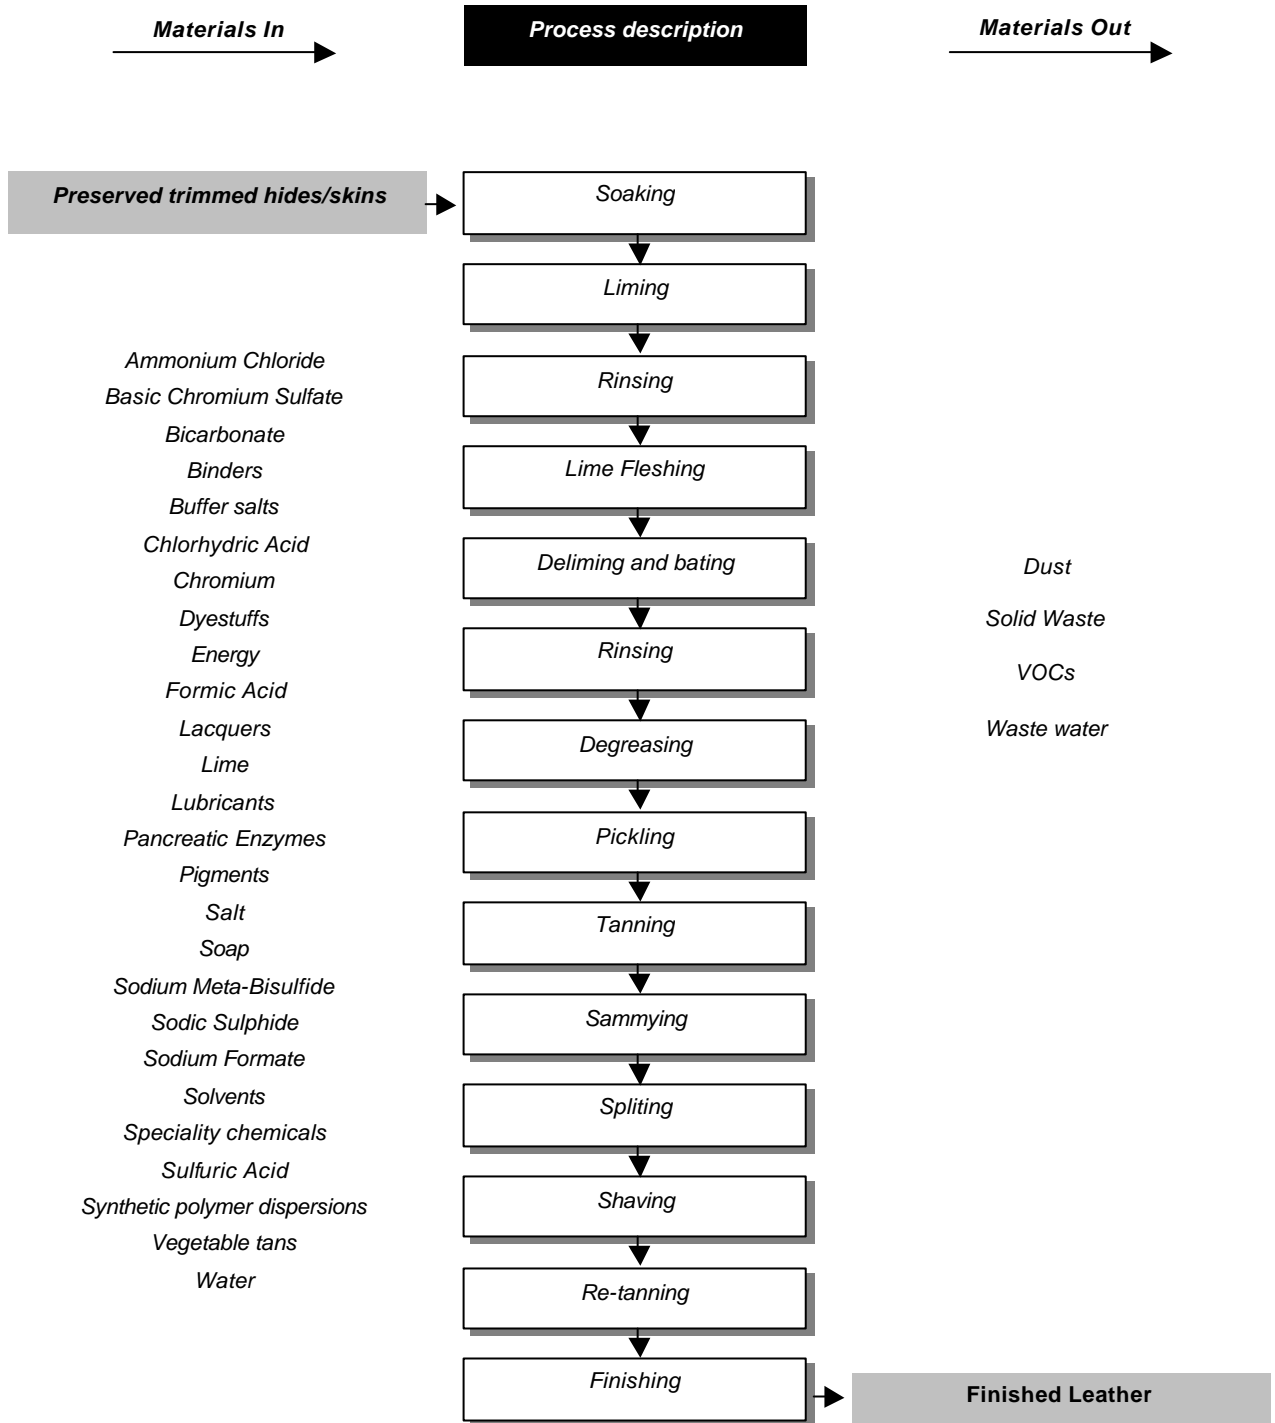 Materials In
Process description
Materials Out
Preserved trimmed hides/skins
Soaking
Liming
Rinsing
Lime Fleshing
Deliming and bating
Rinsing
Degreasing
Pickling
Tanning
Sammying
Spliting
Shaving
Re-tanning
Finishing
Ammonium Chloride
Basic Chromium Sulfate
Bicarbonate
Binders
Buffer salts
Chlorhydric Acid
Chromium
Dyestuffs
Energy
Formic Acid
Lacquers
Lime
Lubricants
Pancreatic Enzymes
Pigments
Salt
Soap
Sodium Meta-Bisulfide
Sodic Sulphide
Sodium Formate
Solvents
Speciality chemicals
Sulfuric Acid
Synthetic polymer dispersions
Vegetable tans
Water
Dust
Solid Waste
VOCs
Waste water
Finished Leather